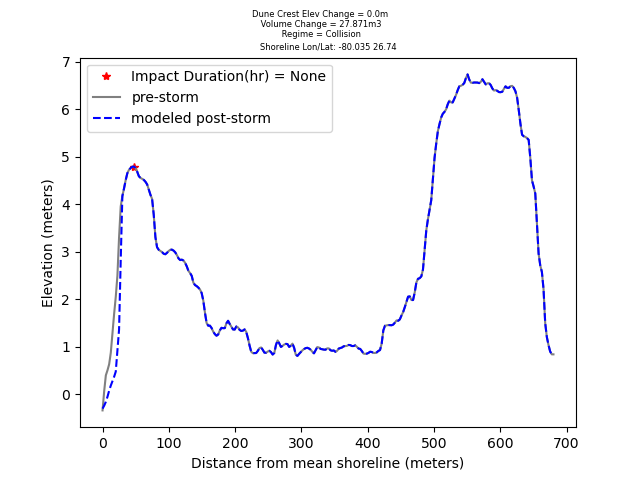 Dune Crest Elev Change = 0.0m
Volume Change = 27.871m3
Regime = Collision
Shoreline Lon/Lat: -80.035 26.74
Impact Duration(hr) = None
pre-storm
modeled post-storm
Elevation (meters)
7
6
5
4
3
2
1
0
0 100 200 300 400 500 600 700
Distance from mean shoreline (meters)